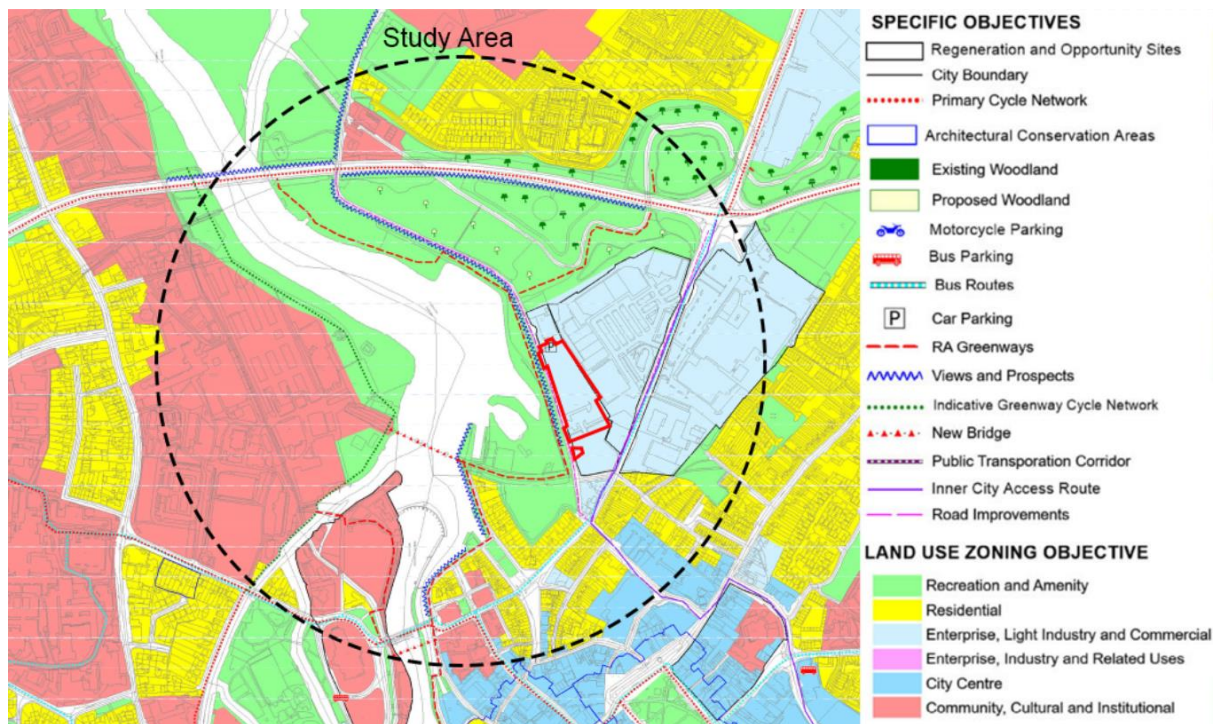 Study Area
P
SPECIFIC OBJECTIVES
Regeneration and Opportunity Sites
City Boundary
Primary Cycle Network
Architectural Conservation Areas
Existing Woodland
Proposed Woodland
Motorcycle Parking
Bus Parking
Bus Routes
P Car Parking
RA Greenways
Views and Prospects
Indicative Greenway Cycle Network
New Bridge
Public Transporation Corridor
Inner City Access Route
Road Improvements
LAND USE ZONING OBJECTIVE
Recreation and Amenity
Residential
Enterprise, Light Industry and Commercial
Enterprise, Industry and Related Uses
City Centre
Community, Cultural and Institutional